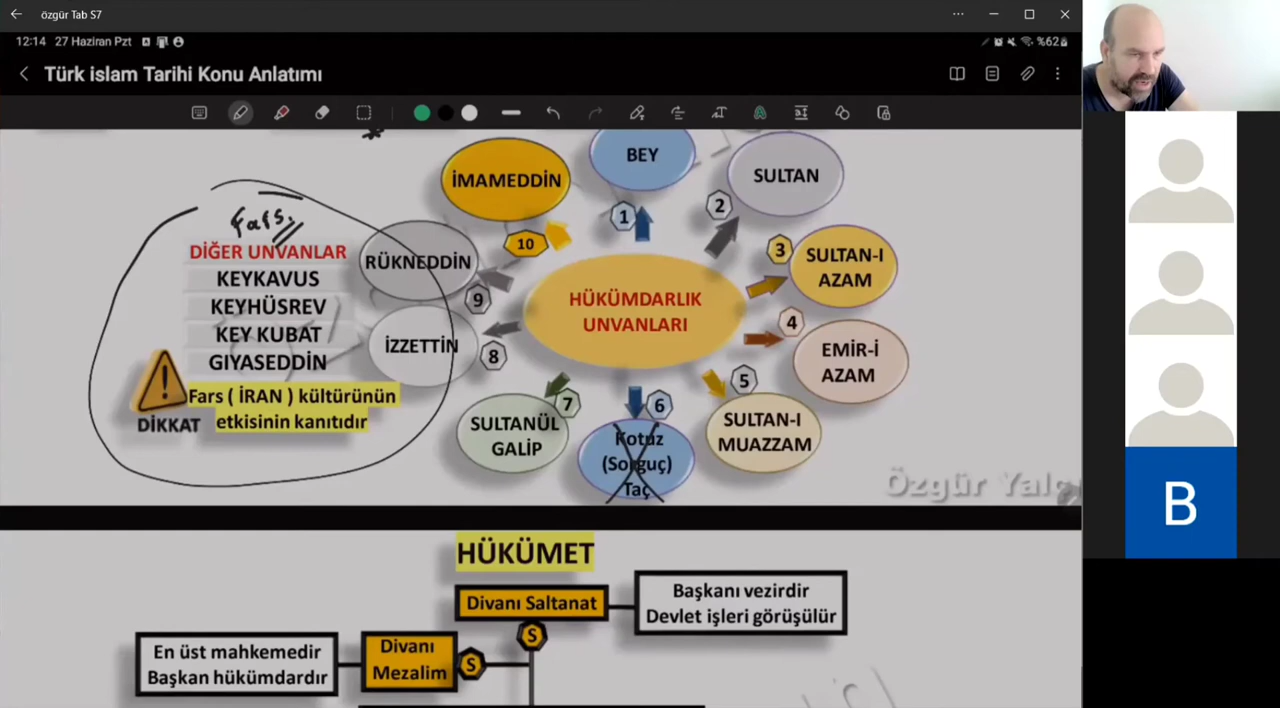 özgür Tab S7
12:14 27 Haziran Pzt
%62
Türk islam Tarihi Konu Anlatımı
İMAMEDDİN
BEY
SULTAN
1
2
10
Fars.
DİĞER UNVANLAR
KEYKAVUS
KEYHÜSREV
KEY KUBAT
GIYASEDDİN
DİKKAT
Fars ( İRAN ) kültürünün
etkisinin kanıtıdır
RÜKNEDDİN
9
İZZETTİN
8
HÜKÜMDARLIK
UNVANLARI
3
SULTAN-I
AZAM
4
EMİR-İ
AZAM
5
SULTAN-I
MUAZZAM
6
Kotuz
(Sorguç)
Taç
7
SULTANÜL
GALİP
Özgür Yalç
HÜKÜMET
Divanı Saltanat
Başkanı vezirdir
Devlet işleri görüşülür
S
En üst mahkemedir
Başkan hükümdardır
Divanı
Mezalim
S
B